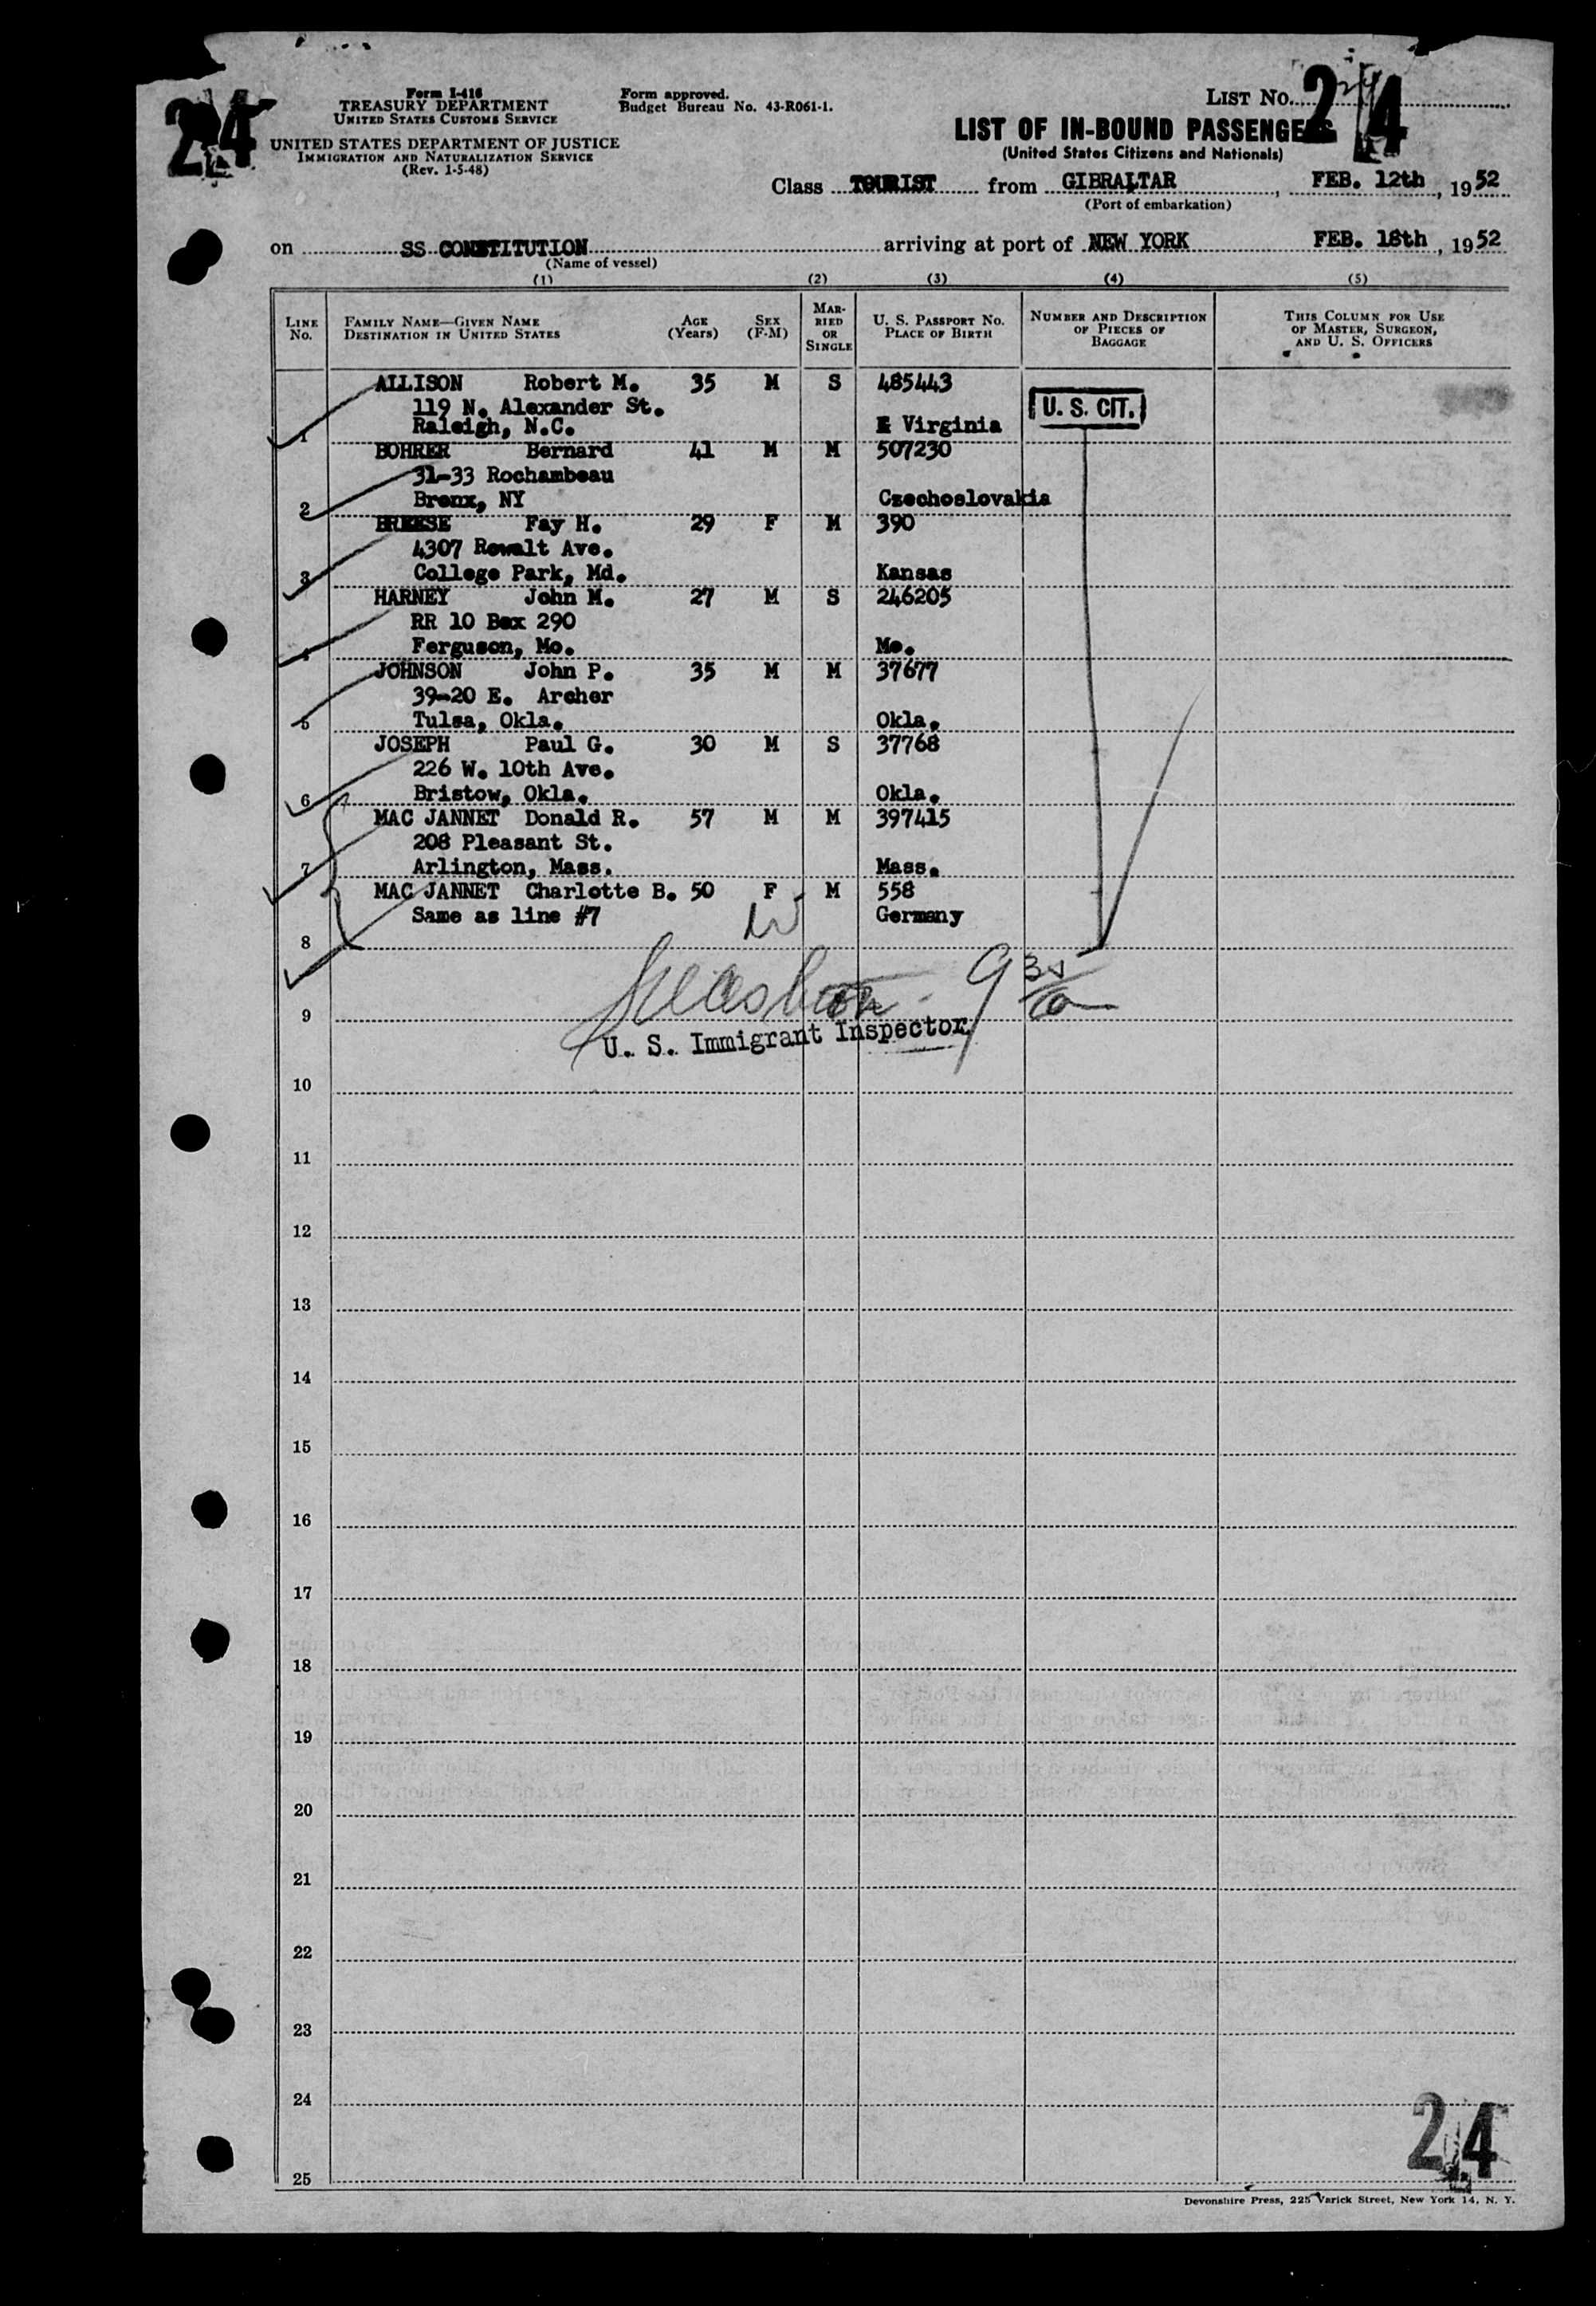 24
Form I-416
TREASURY DEPARTMENT
UNITED STATES CUSTOMS SERVICE
UNITED STATES DEPARTMENT OF JUSTICE
IMMIGRATION AND NATURALIZATION SERVICE
(Rev. 1-5-48)
Form approved.
Budget Bureau No. 43-R061-1.
LIST No. 24
LIST OF IN-BOUND PASSENGERS
(United States Citizens and Nationals)
Class TOURIST from GIBRALTAR, FEB. 12th, 1952
(Port of embarkation)
on SS CONSTITUTION arriving at port of NEW YORK FEB. 18th, 1952
(Name of vessel)
(1) (2) (3) (4) (5)
LINE No. FAMILY NAME—GIVEN NAME DESTINATION IN UNITED STATES AGE (Years) SEX (F-M) MARRIED OR SINGLE U. S. PASSPORT NO. PLACE OF BIRTH NUMBER AND DESCRIPTION OF PIECES OF BAGGAGE THIS COLUMN FOR USE OF MASTER, SURGEON, AND U. S. OFFICERS
ALLISON Robert M. 35 M S 485443
119 N. Alexander St. U. S. CIT.
1 Raleigh, N.C. Virginia
BOHRER Bernard 41 M M 507230
31-33 Rochambeau
2 Bronx, NY Czechoslovakia
BREESE Fay H. 29 F M 390
4307 Rowalt Ave.
3 College Park, Md. Kansas
HARNEY John M. 27 M S 246205
RR 10 Box 290
4 Ferguson, Mo. Mo.
JOHNSON John P. 35 M M 37677
39-20 E. Archer
5 Tulsa, Okla. Okla.
JOSEPH Paul G. 30 M S 37768
226 W. 10th Ave.
6 Bristow, Okla. Okla.
MAC JANNET Donald R. 57 M M 397415
208 Pleasant St.
7 Arlington, Mass. Mass.
MAC JANNET Charlotte B. 50 F M 558
Same as line #7 Germany
8
9
U. S. Immigrant Inspector
10
11
12
13
14
15
16
17
18
19
20
21
22
23
24
25
24
Devonshire Press, 225 Varick Street, New York 14, N. Y.